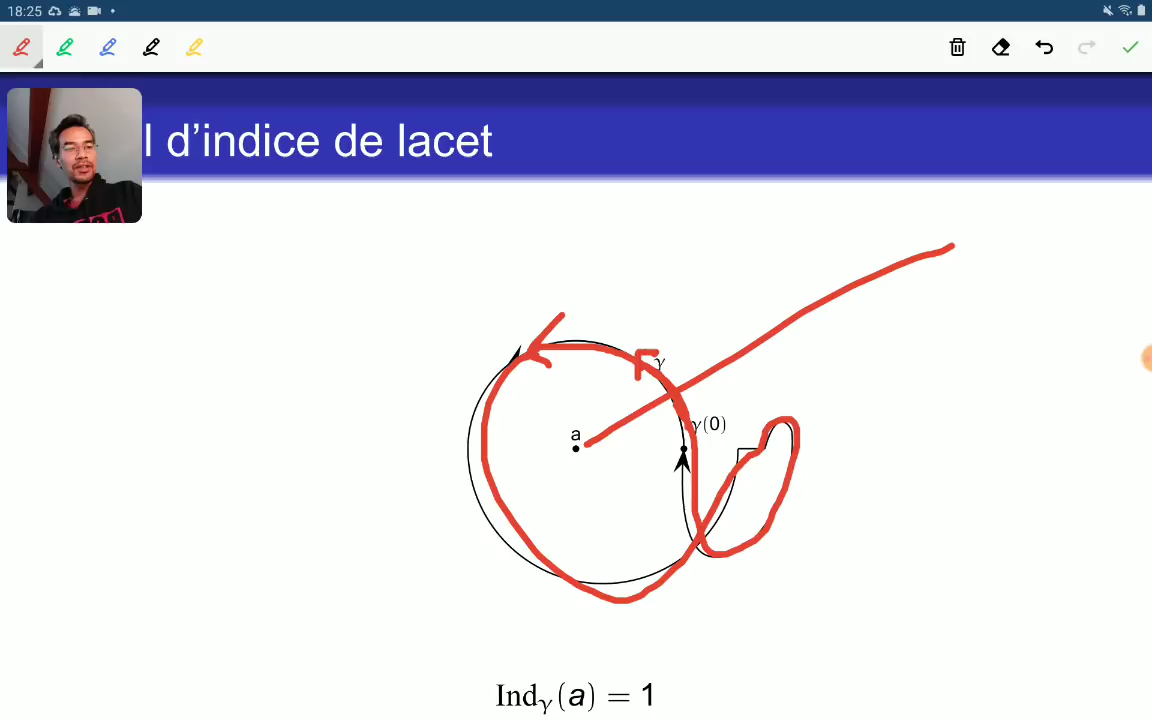 18:25
l d'indice de lacet
γ
γ(0)
a
Ind_γ(a) = 1